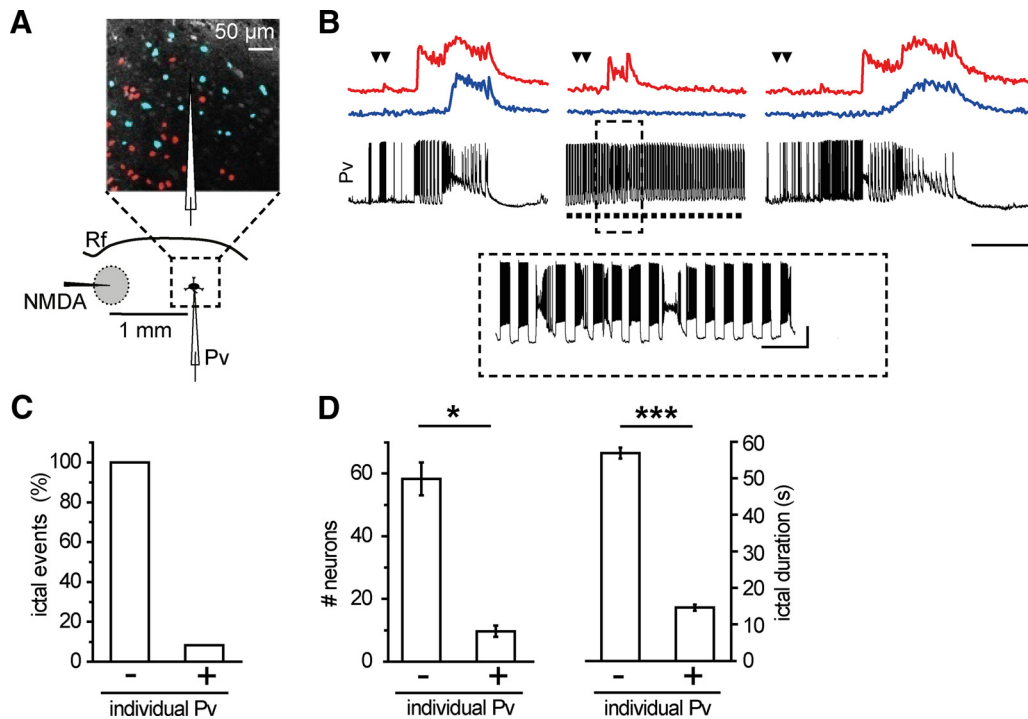 A
50 µm
Rf
NMDA
1 mm
Pv
B
Pv
C
ictal events (%)
100
80
60
40
20
0
- +
individual Pv
D
*
# neurons
60
40
20
0
- +
individual Pv
***
60
50
40
30
20
10
0
ictal duration (s)
- +
individual Pv